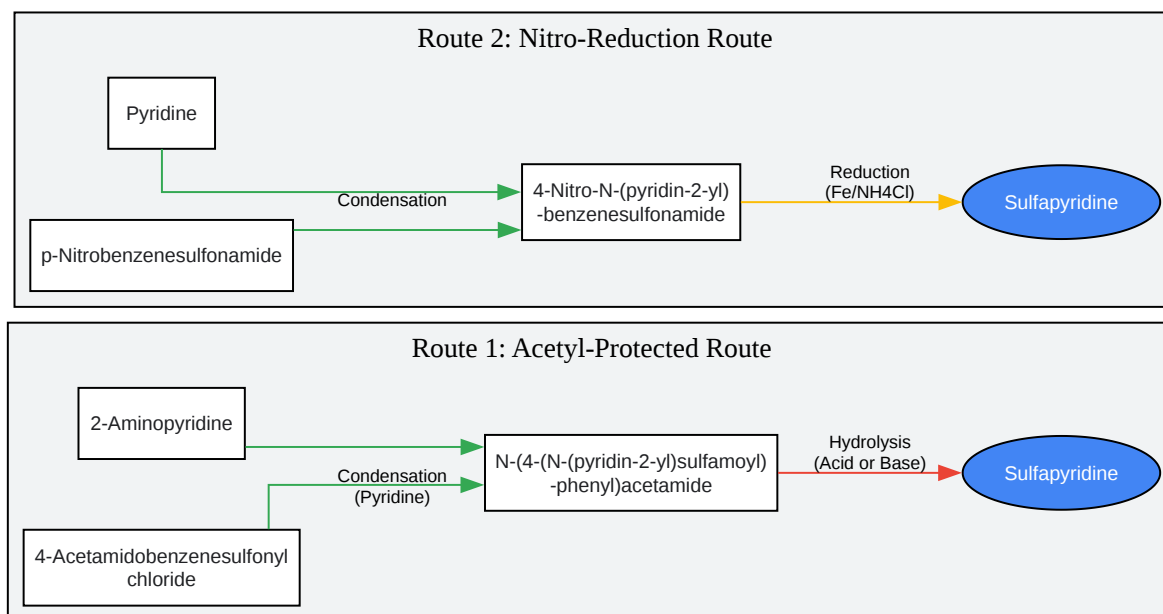 Route 2: Nitro-Reduction Route
Pyridine
Condensation
p-Nitrobenzenesulfonamide
4-Nitro-N-(pyridin-2-yl)
-benzenesulfonamide
Reduction
(Fe/NH4Cl)
Sulfapyridine
Route 1: Acetyl-Protected Route
2-Aminopyridine
Condensation
(Pyridine)
4-Acetamidobenzenesulfonyl
chloride
N-(4-(N-(pyridin-2-yl)sulfamoyl)
-phenyl)acetamide
Hydrolysis
(Acid or Base)
Sulfapyridine